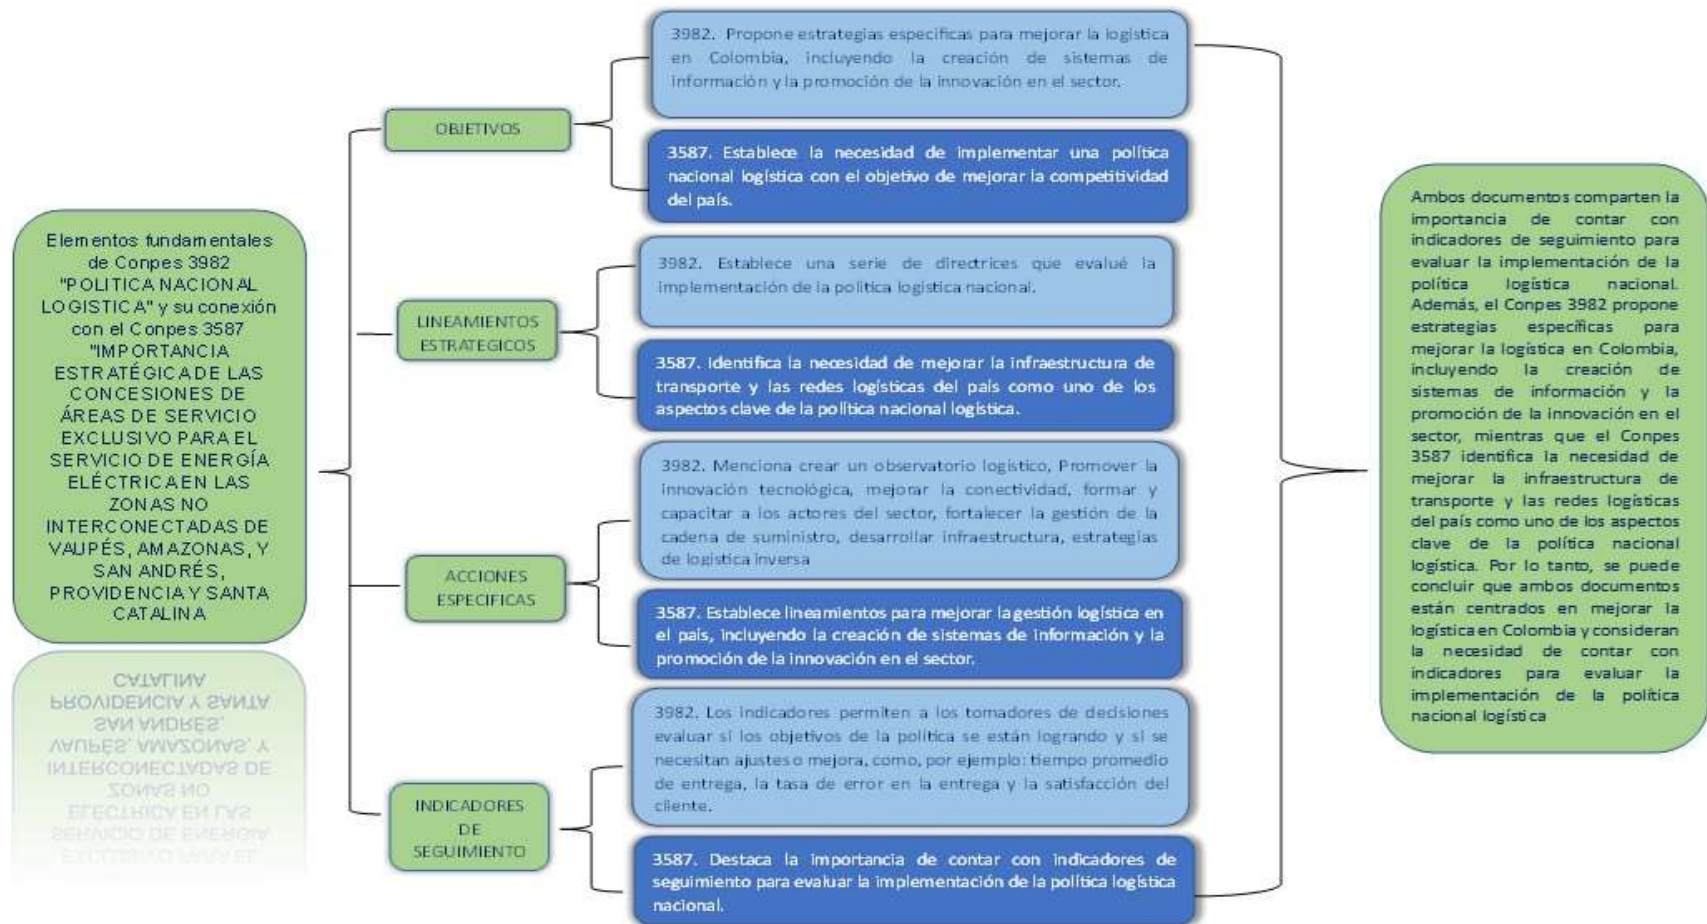 Elementos fundamentales
de Conpes 3982
"POLITICA NACIONAL
LOGISTICA" y su conexión
con el Conpes 3587
"IMPORTANCIA
ESTRATÉGICA DE LAS
CONCESIONES DE
ÁREAS DE SERVICIO
EXCLUSIVO PARA EL
SERVICIO DE ENERGÍA
ELÉCTRICA EN LAS
ZONAS NO
INTERCONECTADAS DE
VAUPÉS, AMAZONAS, Y
SAN ANDRÉS,
PROVIDENCIA Y SANTA
CATALINA
OBJETIVOS
3982. Propone estrategias especificas para mejorar la logistica
en Colombia, incluyendo la creación de sistemas de
información y la promoción de la innovación en el sector.
3587. Establece la necesidad de implementar una política
nacional logística con el objetivo de mejorar la competitividad
del país.
LINEAMIENTOS
ESTRATEGICOS
3982. Establece una serie de directrices que evalué la
implementación de la politica logistica nacional.
3587. Identifica la necesidad de mejorar la infraestructura de
transporte y las redes logísticas del país como uno de los
aspectos clave de la política nacional logística.
ACCIONES
ESPECIFICAS
3982. Menciona crear un observatorio logístico, Promover la
innovación tecnológica, mejorar la conectividad, formar y
capacitar a los actores del sector, fortalecer la gestión de la
cadena de suministro, desarrollar infraestructura, estrategias
de logistica inversa
3587. Establece lineamientos para mejorar la gestión logística en
el país, incluyendo la creación de sistemas de información y la
promoción de la innovación en el sector.
INDICADORES
DE
SEGUIMIENTO
3982. Los indicadores permiten a los tomadores de decisiones
evaluar si los objetivos de la política se están logrando y si se
necesitan ajustes o mejora, como, por ejemplo: tiempo promedio
de entrega, la tasa de error en la entrega y la satisfacción del
cliente.
3587. Destaca la importancia de contar con indicadores de
seguimiento para evaluar la implementación de la política logística
nacional.
Ambos documentos comparten la
importancia de contar con
indicadores de seguimiento para
evaluar la implementación de la
política logística nacional.
Además, el Conpes 3982 propone
estrategias específicas para
mejorar la logística en Colombia,
incluyendo la creación de
sistemas de información y la
promoción de la innovación en el
sector, mientras que el Conpes
3587 identifica la necesidad de
mejorar la infraestructura de
transporte y las redes logísticas
del país como uno de los aspectos
clave de la política nacional
logística. Por lo tanto, se puede
concluir que ambos documentos
están centrados en mejorar la
logística en Colombia y consideran
la necesidad de contar con
indicadores para evaluar la
implementación de la política
nacional logística